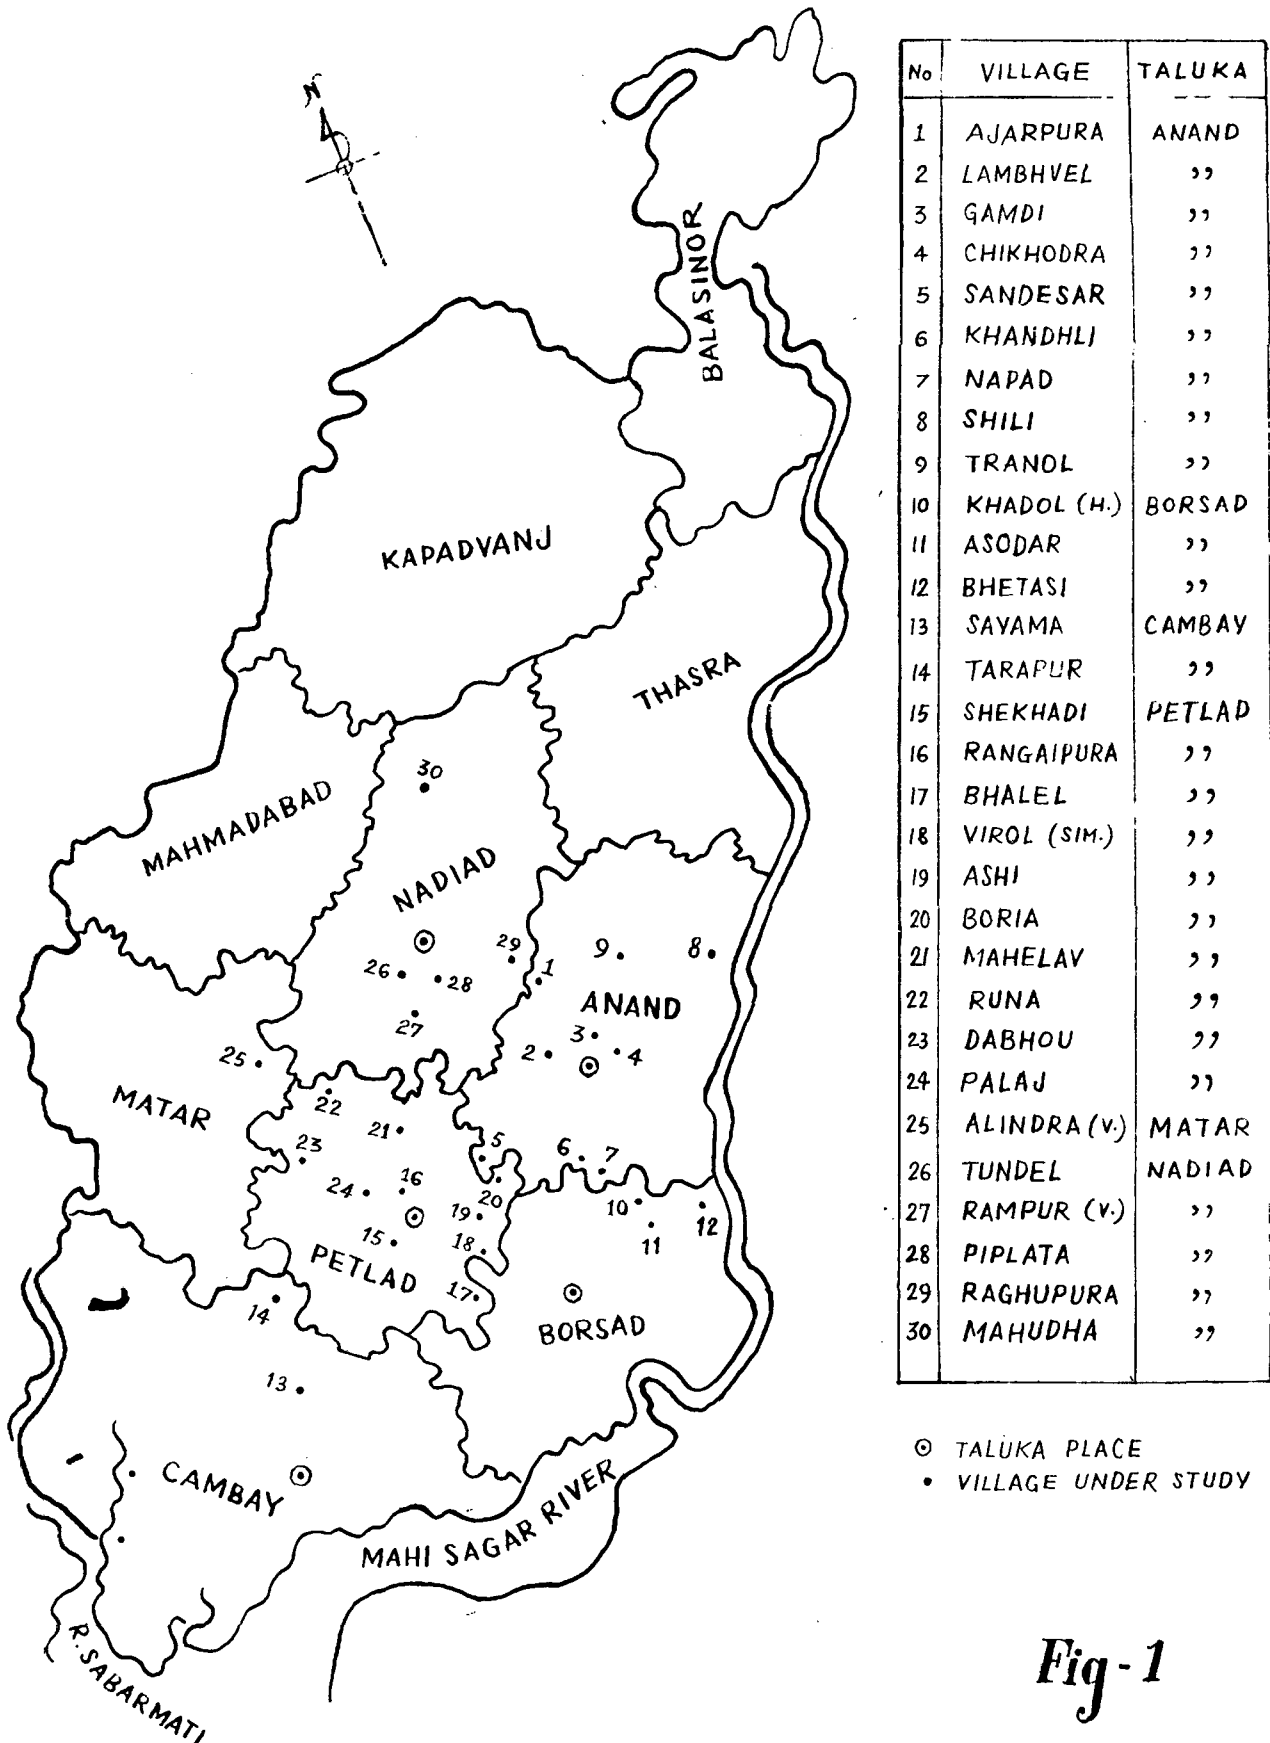 N
BALASINOR
KAPADVANJ
THASRA
30
MAHMADABAD
NADIAD
29
9
8
26
28
1
ANAND
27
3
25
2
4
MATAR
22
21
23
5
6
7
24
16
20
10
12
15
19
11
18
PETLAD
17
14
BORSAD
13
CAMBAY
MAHI SAGAR RIVER
R. SABARMATI
No VILLAGE TALUKA
1 AJARPURA ANAND
2 LAMBHVEL ,,
3 GAMDI ,,
4 CHIKHODRA ,,
5 SANDESAR ,,
6 KHANDHLI ,,
7 NAPAD ,,
8 SHILI ,,
9 TRANOL ,,
10 KHADOL (H.) BORSAD
11 ASODAR ,,
12 BHETASI ,,
13 SAYAMA CAMBAY
14 TARAPUR ,,
15 SHEKHADI PETLAD
16 RANGAIPURA ,,
17 BHALEL ,,
18 VIROL (SIM.) ,,
19 ASHI ,,
20 BORIA ,,
21 MAHELAV ,,
22 RUNA ,,
23 DABHOU ,,
24 PALAJ ,,
25 ALINDRA (V.) MATAR
26 TUNDEL NADIAD
27 RAMPUR (V.) ,,
28 PIPLATA ,,
29 RAGHUPURA ,,
30 MAHUDHA ,,
TALUKA PLACE
VILLAGE UNDER STUDY
Fig-1